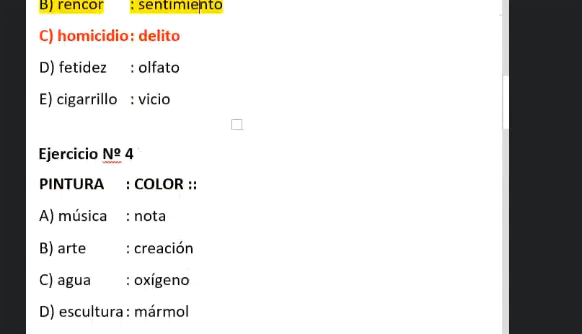 B) rencor : sentimiento
C) homicidio : delito
D) fetidez : olfato
E) cigarrillo : vicio
Ejercicio Nº 4
PINTURA : COLOR ::
A) música : nota
B) arte : creación
C) agua : oxígeno
D) escultura : mármol